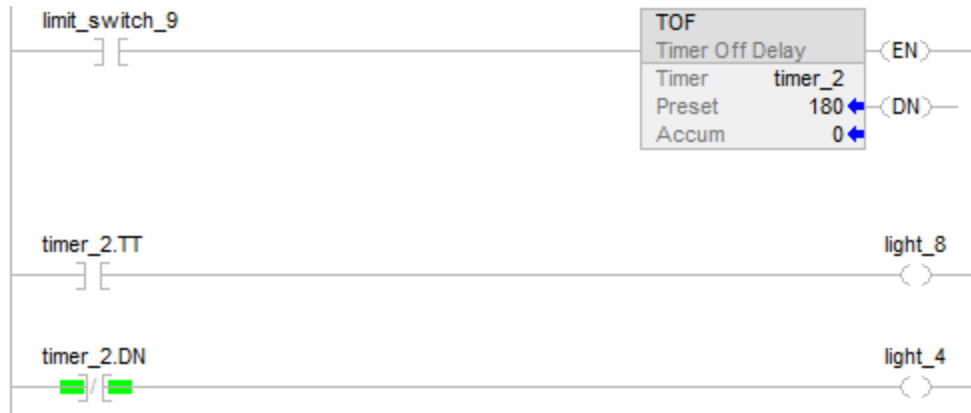 limit_switch_9
TOF
Timer Off Delay
EN
Timer timer_2
Preset 180
DN
Accum 0
timer_2.TT
light_8
timer_2.DN
light_4